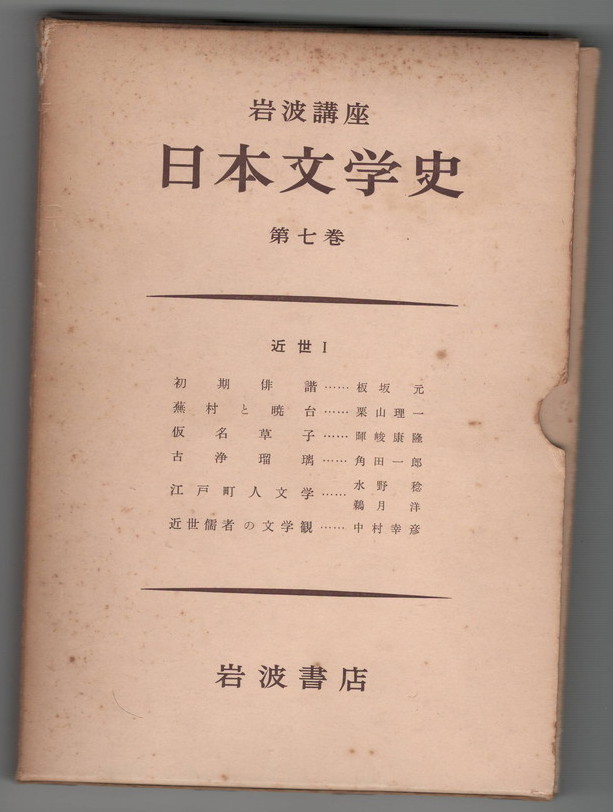 岩波講座
日本文学史
第七巻
近世I
初期俳諧……板坂元
蕪村と暁台……栗山理一
仮名草子……暉峻康隆
古浄瑠璃……角田一郎
江戸町人文学……水野稔
鵜月洋
近世儒者の文学観……中村幸彦
岩波書店